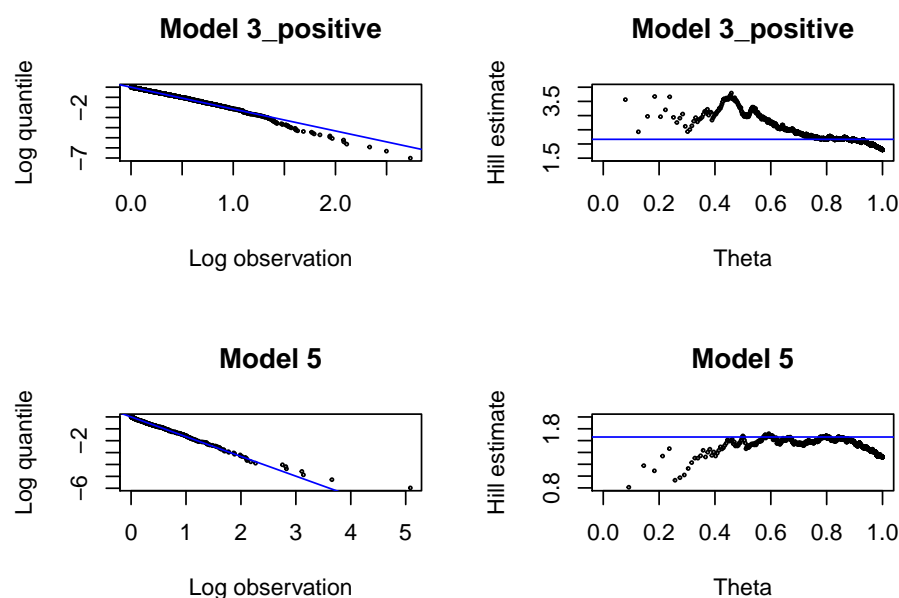 Model 3_positive
Log quantile
-2
-7
0.0 1.0 2.0
Log observation
Model 3_positive
Hill estimate
3.5
1.5
0.0 0.2 0.4 0.6 0.8 1.0
Theta
Model 5
Log quantile
-2
-6
0 1 2 3 4 5
Log observation
Model 5
Hill estimate
1.8
0.8
0.0 0.2 0.4 0.6 0.8 1.0
Theta